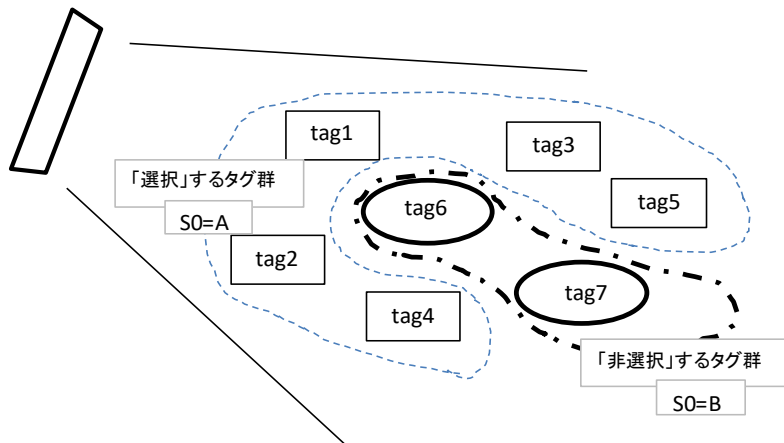 tag1
tag3
「選択」するタグ群
tag5
tag6
S0=A
tag2
tag7
tag4
「非選択」するタグ群
S0=B